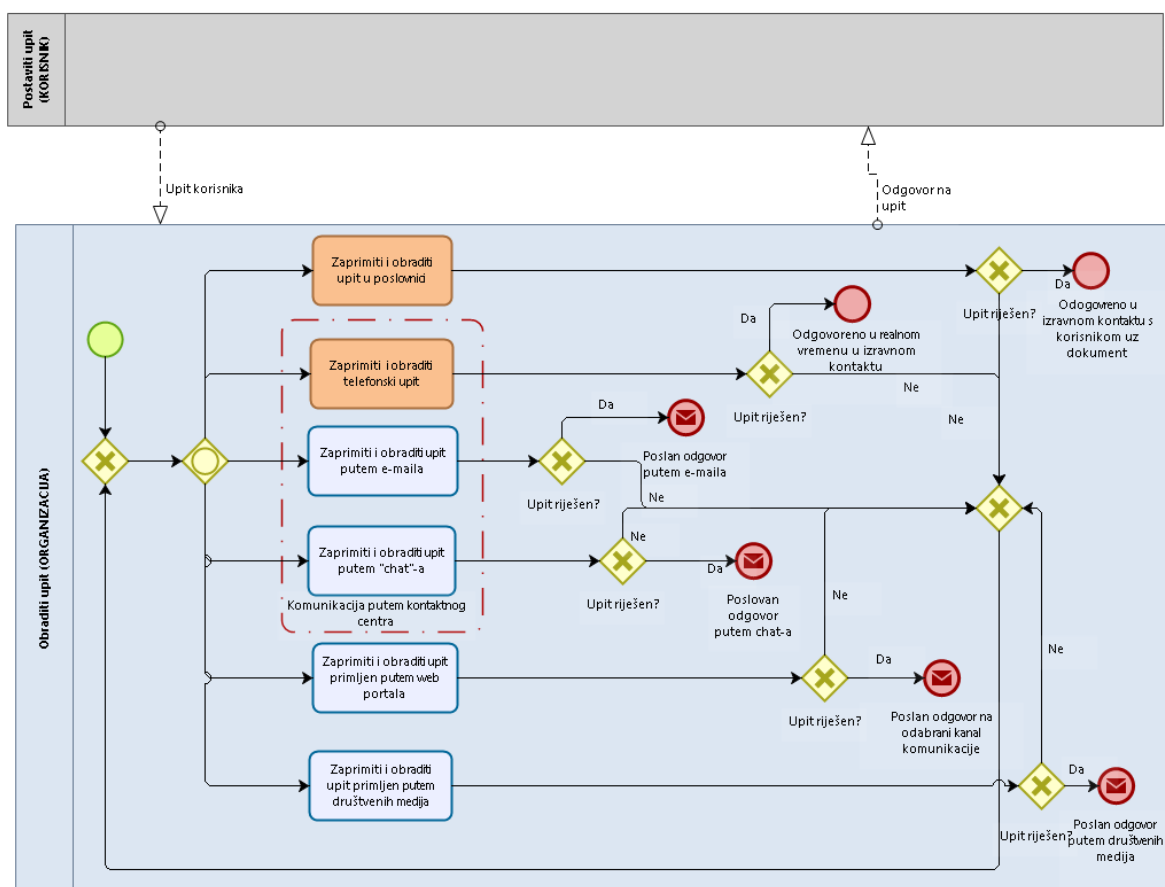 Postaviti upit
(KORISNIK)
Upit korisnika
Odgovor na
upit
Obraditi upit (ORGANIZACIJA)
Zaprimiti i obraditi
upit u poslovnici
Upit riješen?
Da
Ne
Odogovreno u
izravnom kontaktu s
korisnikom uz
dokument
Zaprimiti i obraditi
telefonski upit
Da
Odgovoreno u realnom
vremenu u izravnom
kontaktu
Upit riješen?
Ne
Zaprimiti i obraditi upit
putem e-maila
Da
Poslan odgovor
putem e-maila
Upit riješen?
Ne
Zaprimiti i obraditi upit
putem "chat"-a
Ne
Da
Upit riješen?
Poslovan
odgovor
putem chat-a
Komunikacija putem kontaktnog
centra
Zaprimiti i obraditi upit
primljen putem web
portala
Ne
Da
Upit riješen?
Poslan odgovor na
odabrani kanal
komunikacije
Zaprimiti i obraditi
upit primljen putem
društvenih medija
Ne
Da
Upit riješen?
Poslan odgovor
putem društvenih
medija